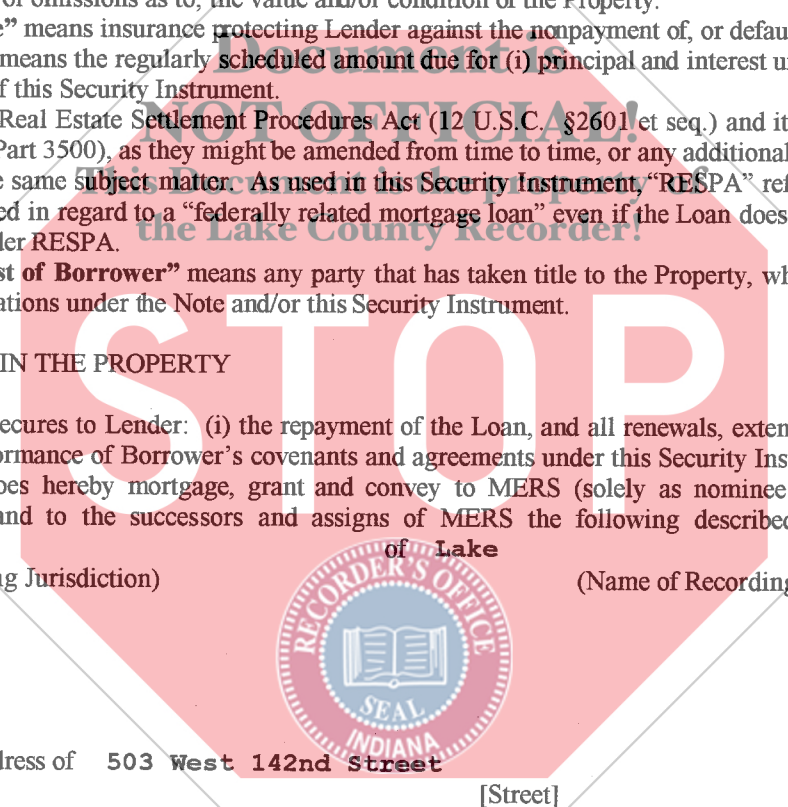 or omissions as to, the value and/or condition of the Property.
e” means insurance protecting Lender against the nonpayment of, or defau
Document is
means the regularly scheduled amount due for (i) principal and interest u
f this Security Instrument.
NOT OFFICIAL!
Real Estate Settlement Procedures Act (12 U.S.C. §2601 et seq.) and it
Part 3500), as they might be amended from time to time, or any additional
This Document is the property
e same subject matter. As used in this Security Instrument, “RESPA” ref
ed in regard to a “federally related mortgage loan” even if the Loan does
the Lake County Recorder!
der RESPA.
st of Borrower” means any party that has taken title to the Property, wh
ations under the Note and/or this Security Instrument.
STOP
IN THE PROPERTY
ecures to Lender: (i) the repayment of the Loan, and all renewals, exten
ormance of Borrower’s covenants and agreements under this Security Ins
oes hereby mortgage, grant and convey to MERS (solely as nominee
and to the successors and assigns of MERS the following described
of Lake
g Jurisdiction) (Name of Recording
RECORDER'S OFFICE
SEAL
INDIANA
dress of 503 West 142nd Street
[Street]